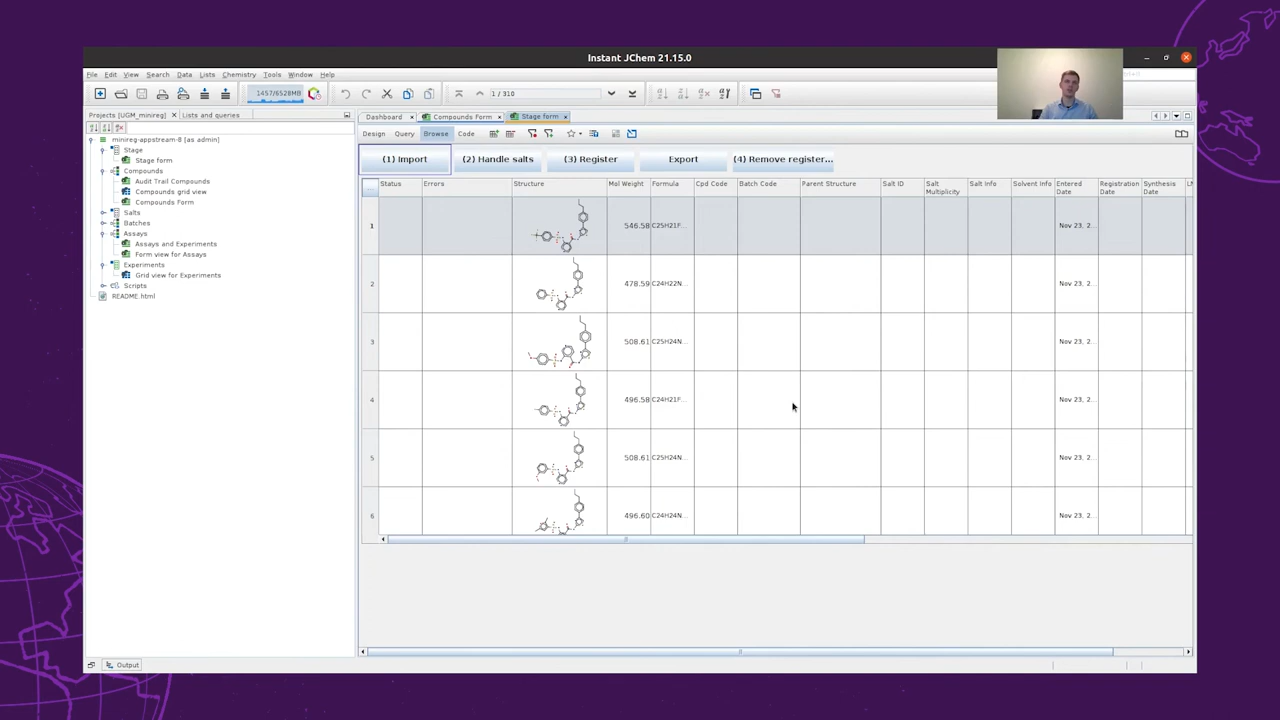 Instant JChem 21.15.0
File Edit View Search Data Lists Chemistry Tools Window Help
1457/6528MB
1 / 310
Projects [UGM_minireg] Lists and queries
Dashboard Compounds Form Stage form
Design Query Browse Code
minireg-appstream-8 [as admin]
Stage
Stage form
Compounds
Audit Trail Compounds
Compounds grid view
Compounds Form
Salts
Batches
Assays
Assays and Experiments
Form view for Assays
Experiments
Grid view for Experiments
Scripts
README.html
(1) Import (2) Handle salts (3) Register Export (4) Remove register...
Status Errors Structure Mol Weight Formula Cpd Code Batch Code Parent Structure Salt ID Salt Multiplicity Salt Info Solvent Info Entered Date Registration Date Synthesis Date
1 546.58 C25H21F... Nov 23, 2...
2 478.59 C24H22N... Nov 23, 2...
3 508.61 C25H24N... Nov 23, 2...
4 496.58 C24H21F... Nov 23, 2...
5 508.61 C25H24N... Nov 23, 2...
6 496.60 C24H24N... Nov 23, 2...
Output